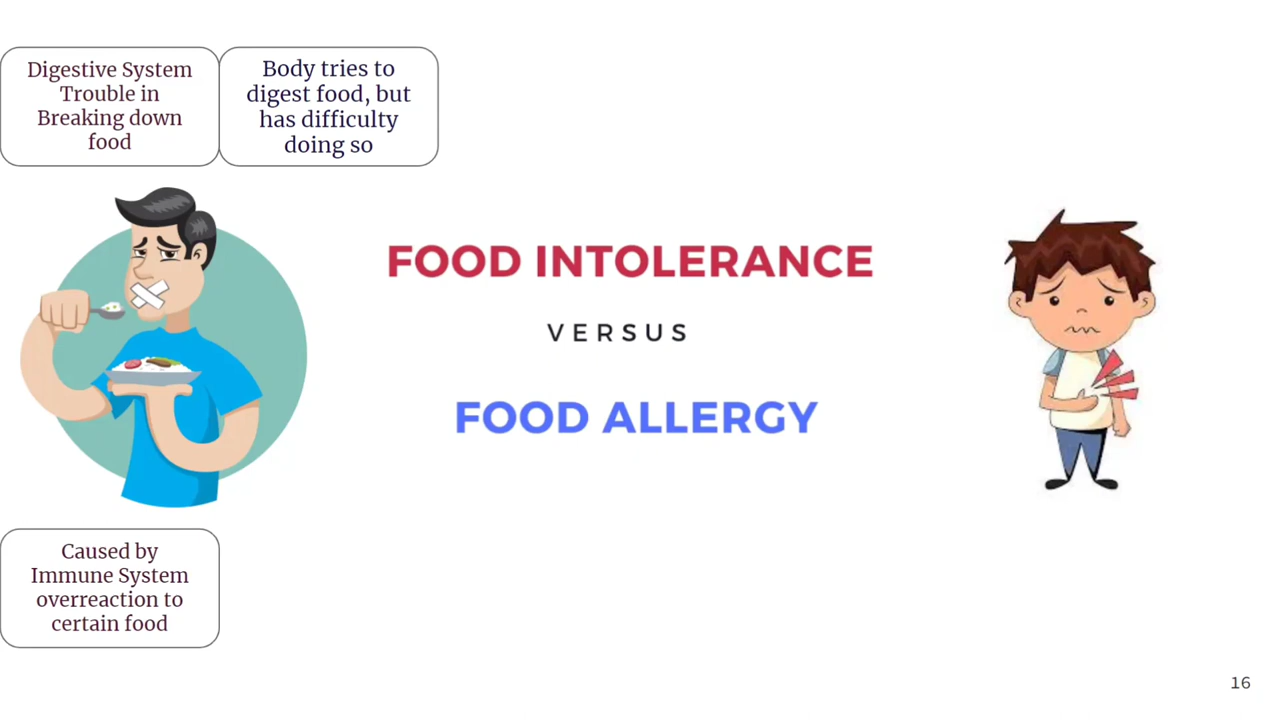 Digestive System
Trouble in
Breaking down
food
Body tries to
digest food, but
has difficulty
doing so
FOOD INTOLERANCE
VERSUS
FOOD ALLERGY
Caused by
Immune System
overreaction to
certain food
16